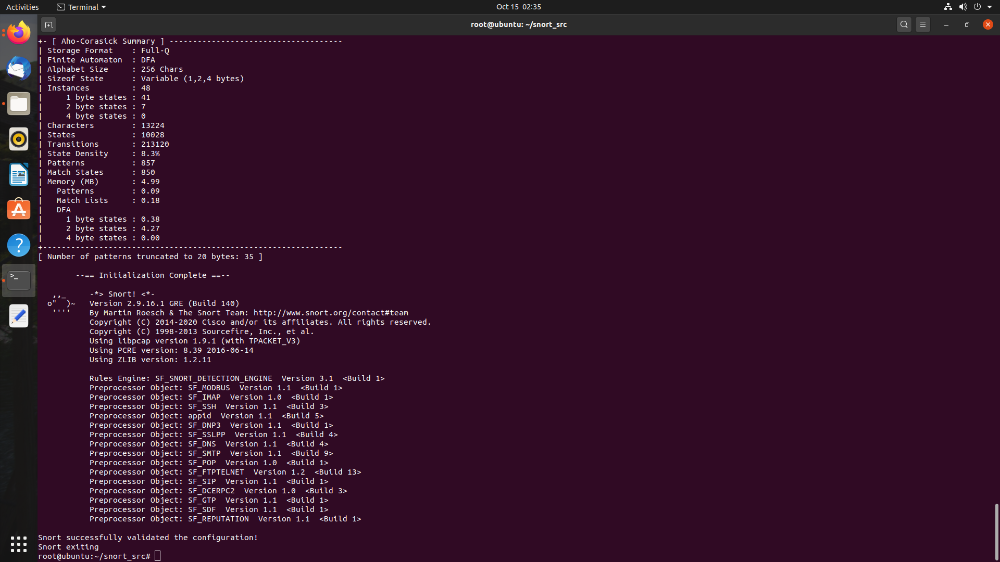 Activities Terminal Oct 15 02:35
root@ubuntu: ~/snort_src
+- [ Aho-Corasick Summary ] -------------------------------------
| Storage Format    : Full-Q
| Finite Automaton  : DFA
| Alphabet Size     : 256 Chars
| Sizeof State      : Variable (1,2,4 bytes)
| Instances         : 48
|     1 byte states : 41
|     2 byte states : 7
|     4 byte states : 0
| Characters        : 13224
| States            : 10028
| Transitions       : 213120
| State Density     : 8.3%
| Patterns          : 857
| Match States      : 850
| Memory (MB)       : 4.99
|   Patterns        : 0.09
|   Match Lists     : 0.18
|   DFA
|     1 byte states : 0.38
|     2 byte states : 4.27
|     4 byte states : 0.00
+----------------------------------------------------------------
[ Number of patterns truncated to 20 bytes: 35 ]
        --== Initialization Complete ==--
   ,,_     -*> Snort! <*-
  o"  )~   Version 2.9.16.1 GRE (Build 140)
   ''''    By Martin Roesch & The Snort Team: http://www.snort.org/contact#team
           Copyright (C) 2014-2020 Cisco and/or its affiliates. All rights reserved.
           Copyright (C) 1998-2013 Sourcefire, Inc., et al.
           Using libpcap version 1.9.1 (with TPACKET_V3)
           Using PCRE version: 8.39 2016-06-14
           Using ZLIB version: 1.2.11
           Rules Engine: SF_SNORT_DETECTION_ENGINE  Version 3.1  <Build 1>
           Preprocessor Object: SF_MODBUS  Version 1.1  <Build 1>
           Preprocessor Object: SF_IMAP  Version 1.0  <Build 1>
           Preprocessor Object: SF_SSH  Version 1.1  <Build 3>
           Preprocessor Object: appid  Version 1.1  <Build 5>
           Preprocessor Object: SF_DNP3  Version 1.1  <Build 1>
           Preprocessor Object: SF_SSLPP  Version 1.1  <Build 4>
           Preprocessor Object: SF_DNS  Version 1.1  <Build 4>
           Preprocessor Object: SF_SMTP  Version 1.1  <Build 9>
           Preprocessor Object: SF_POP  Version 1.0  <Build 1>
           Preprocessor Object: SF_FTPTELNET  Version 1.2  <Build 13>
           Preprocessor Object: SF_SIP  Version 1.1  <Build 1>
           Preprocessor Object: SF_DCERPC2  Version 1.0  <Build 3>
           Preprocessor Object: SF_GTP  Version 1.1  <Build 1>
           Preprocessor Object: SF_SDF  Version 1.1  <Build 1>
           Preprocessor Object: SF_REPUTATION  Version 1.1  <Build 1>
Snort successfully validated the configuration!
Snort exiting
root@ubuntu:~/snort_src#